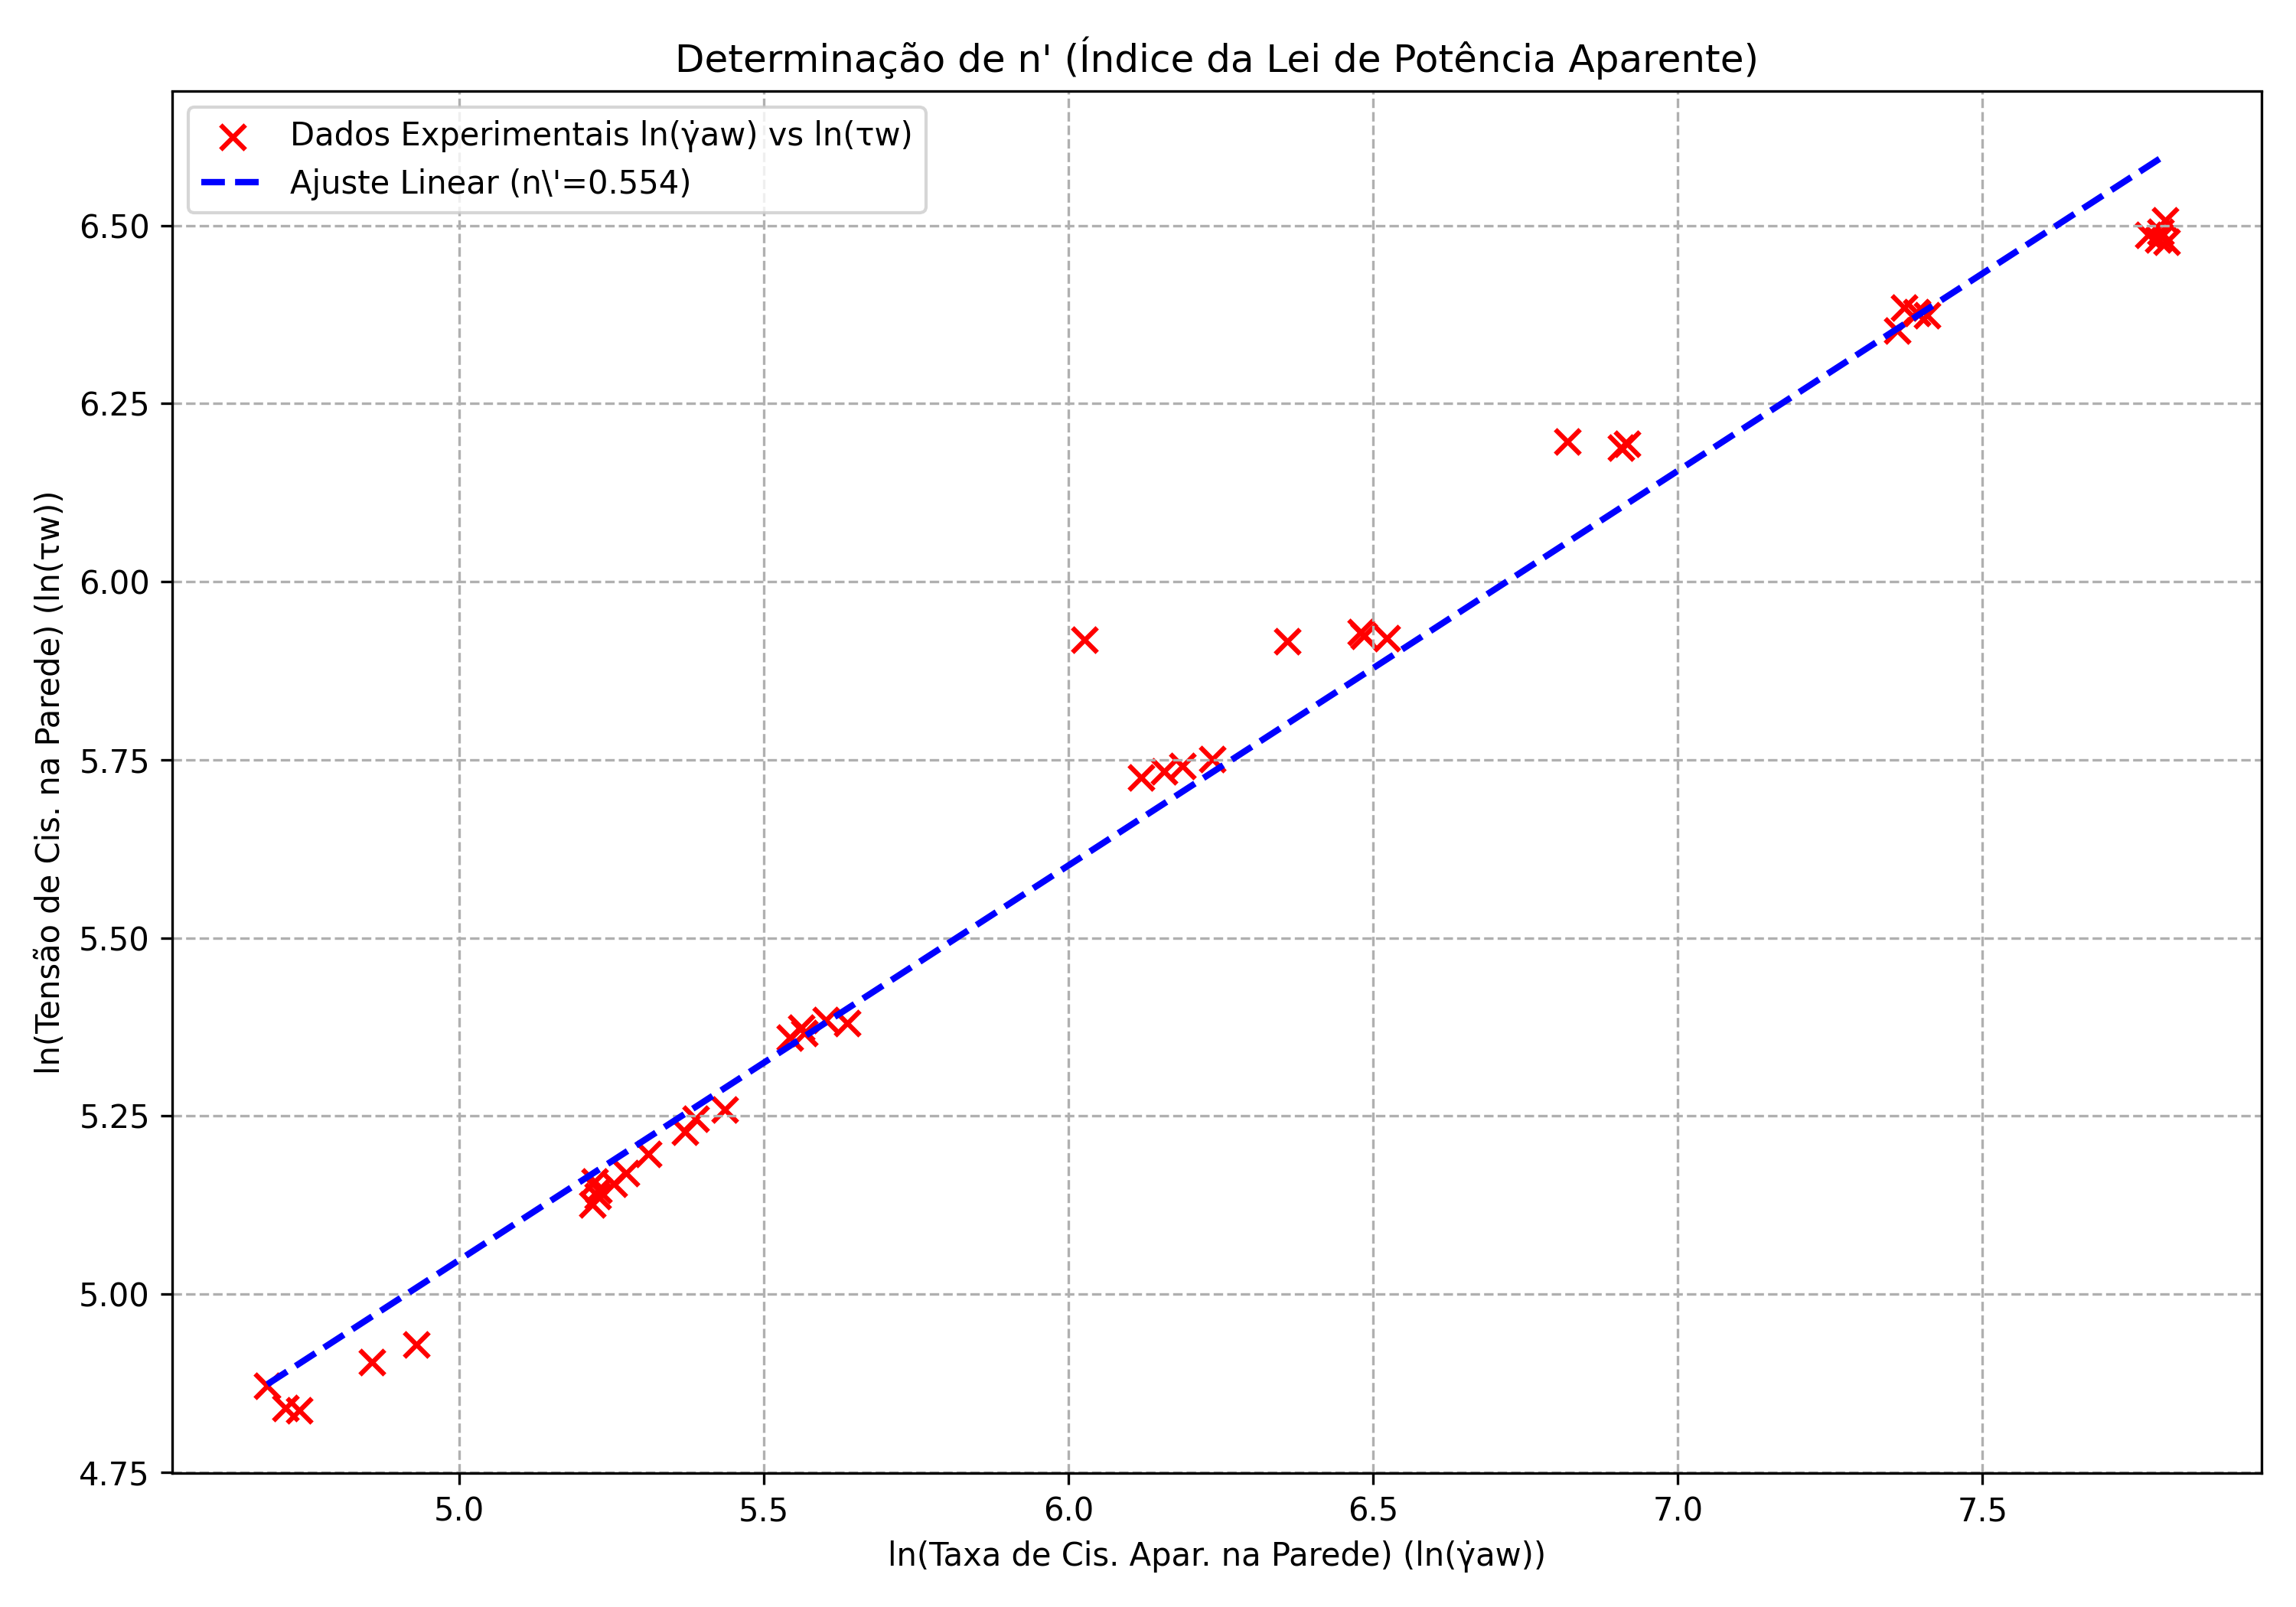 Determinação de n' (Índice da Lei de Potência Aparente)
Dados Experimentais ln(γ̇aw) vs ln(τw)
Ajuste Linear (n\'=0.554)
ln(Tensão de Cis. na Parede) (ln(τw))
6.50
6.25
6.00
5.75
5.50
5.25
5.00
4.75
5.0 5.5 6.0 6.5 7.0 7.5
ln(Taxa de Cis. Apar. na Parede) (ln(γ̇aw))